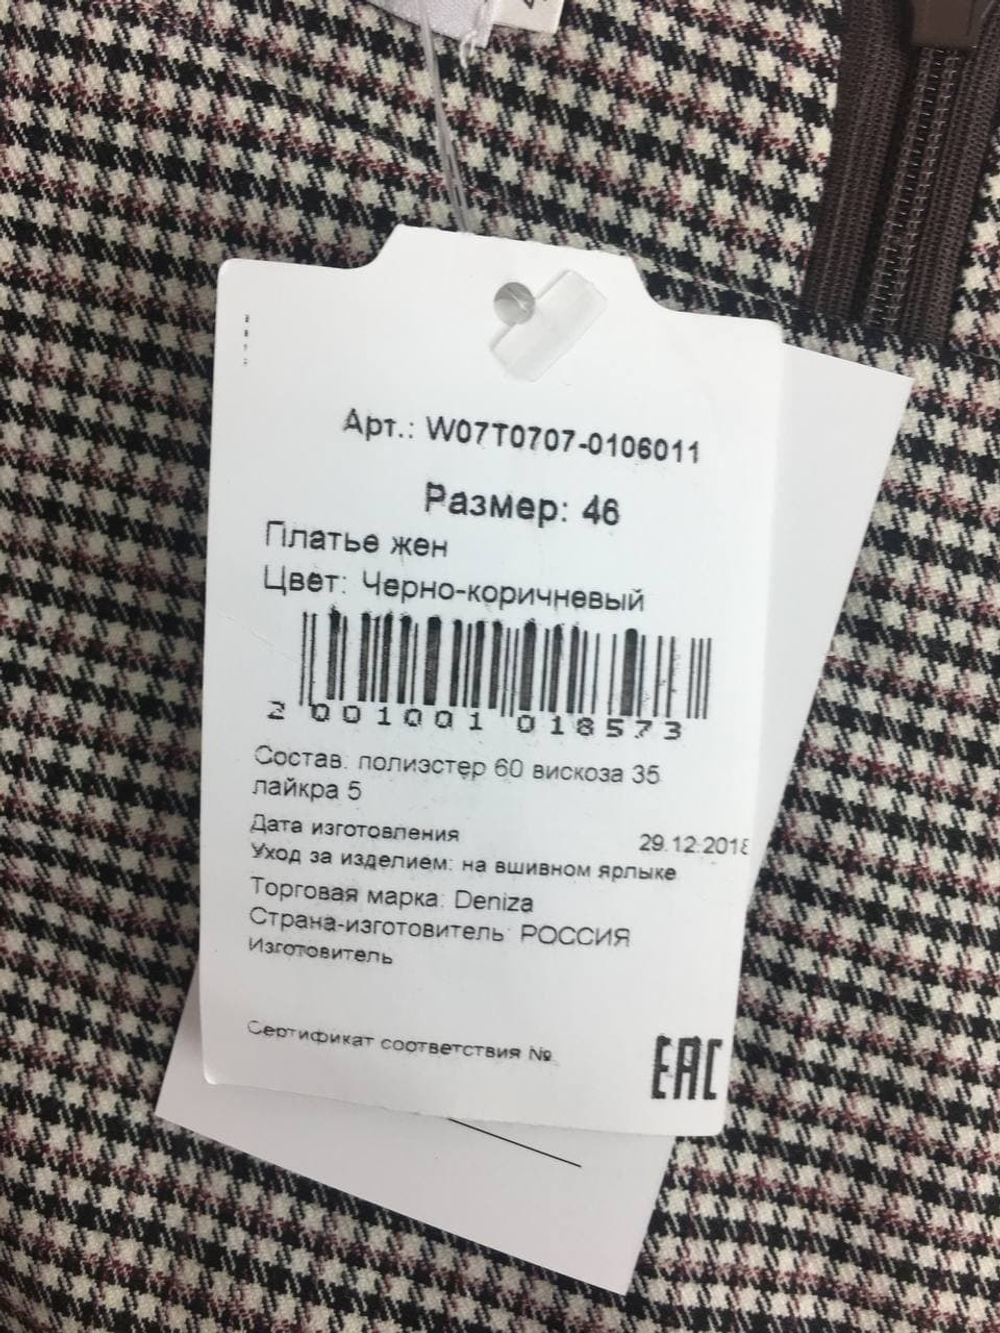 Арт.: W07T0707-0106011
Размер: 46
Платье жен
Цвет: Черно-коричневый
2 001001 018573
Состав: полиэстер 60 вискоза 35
лайкра 5
Дата изготовления 29.12.2018
Уход за изделием: на вшивном ярлыке
Торговая марка: Deniza
Страна-изготовитель: РОССИЯ
Изготовитель
Сертификат соответствия №
EAC